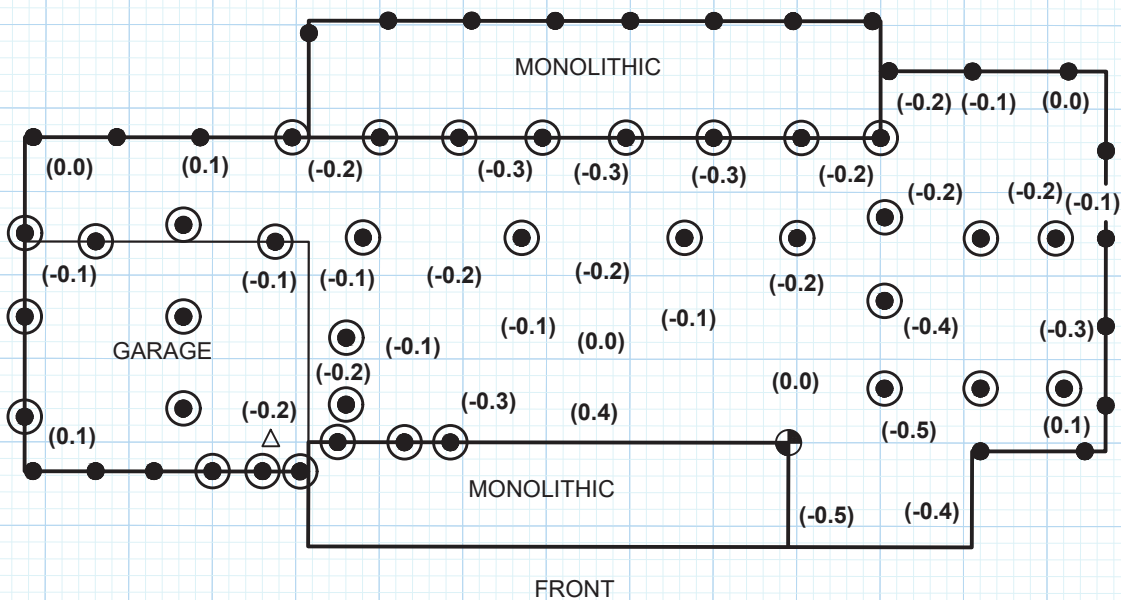 MONOLITHIC
(-0.2) (-0.1) (0.0)
(0.0) (0.1) (-0.2) (-0.3) (-0.3) (-0.3) (-0.2)
(-0.2) (-0.2) (-0.1)
(-0.1) (-0.1) (-0.1) (-0.2) (-0.2) (-0.2)
(-0.1) (0.0) (-0.1) (-0.4) (-0.3)
GARAGE (-0.1)
(-0.2) (0.0)
(-0.2) (-0.3) (0.4)
(0.1) (-0.5) (0.1)
MONOLITHIC
(-0.5) (-0.4)
FRONT